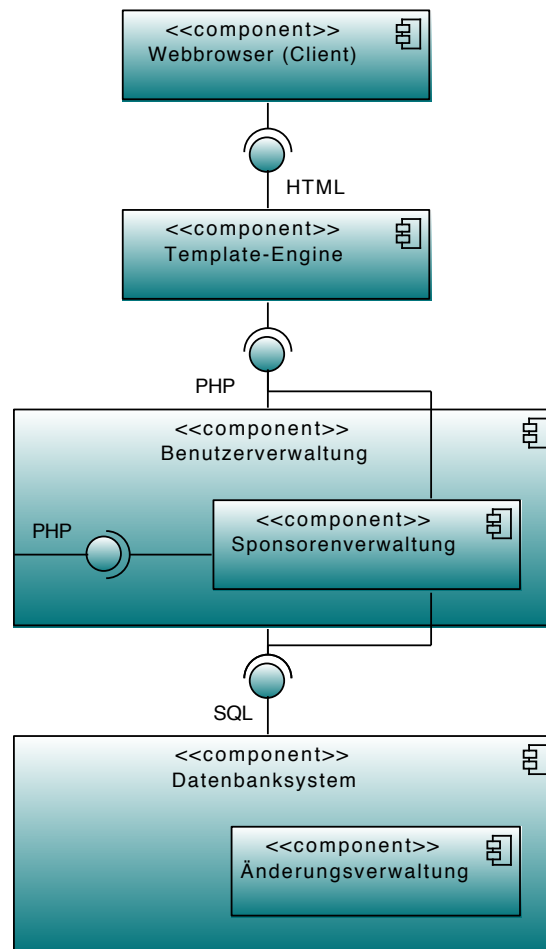 <<component>>
Webbrowser (Client)
HTML
<<component>>
Template-Engine
PHP
<<component>>
Benutzerverwaltung
<<component>>
Sponsorenverwaltung
PHP
SQL
<<component>>
Datenbanksystem
<<component>>
Änderungsverwaltung